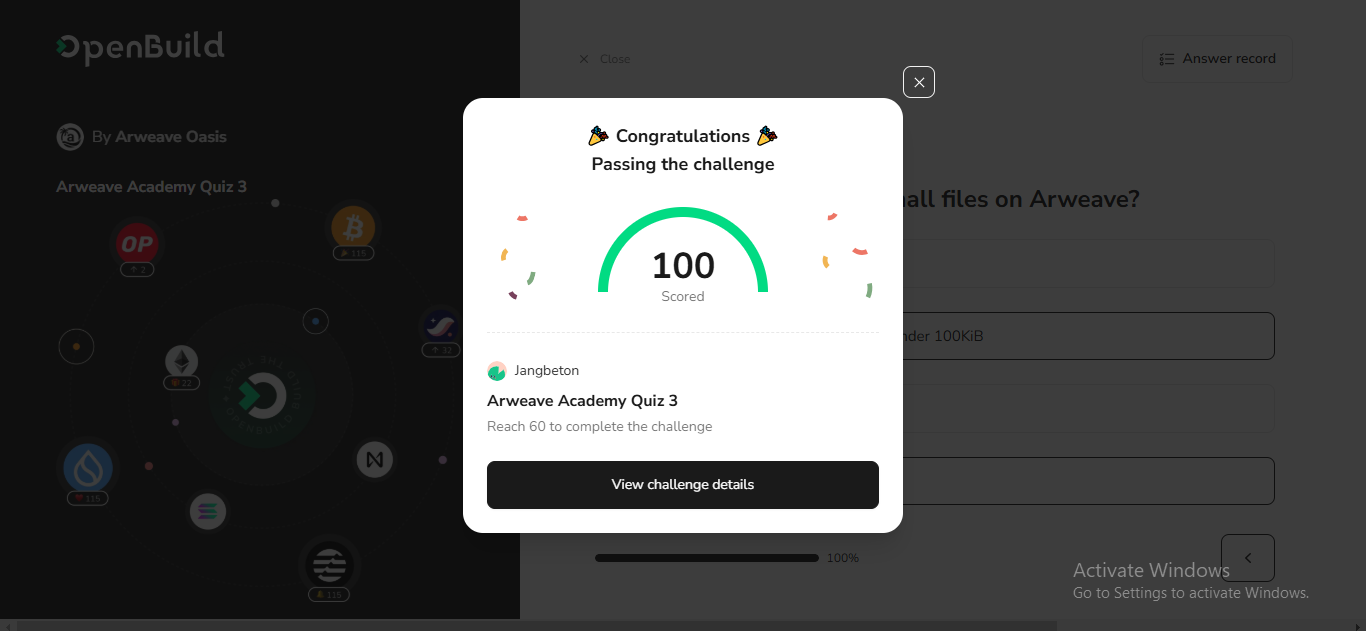 OpenBuild
By Arweave Oasis
Arweave Academy Quiz 3
OP
2
115
32
22
115
115
Close
Answer record
all files on Arweave?
nder 100KiB
100%
Congratulations
Passing the challenge
100
Scored
Jangbeton
Arweave Academy Quiz 3
Reach 60 to complete the challenge
View challenge details
Activate Windows
Go to Settings to activate Windows.